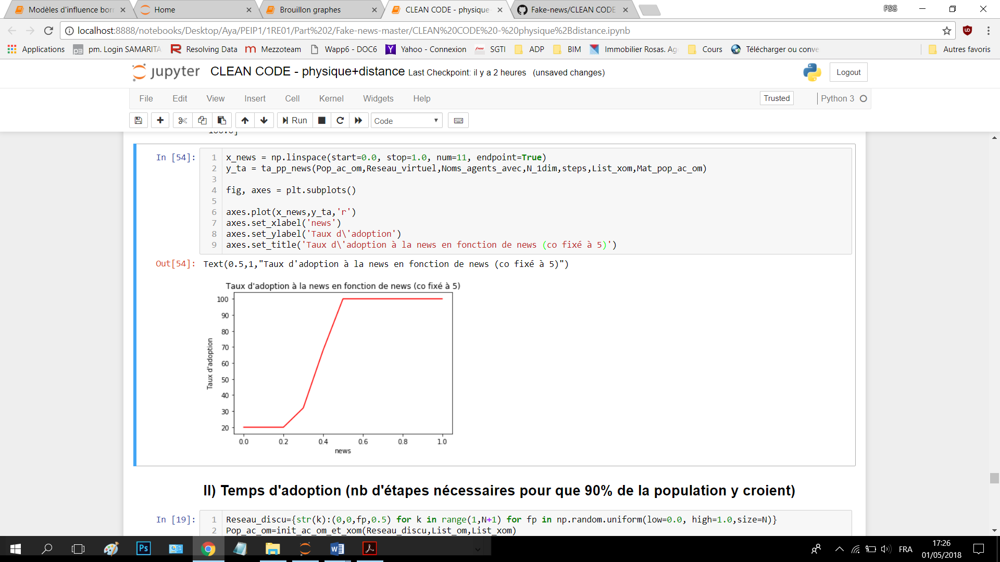 Modèles d'influence bor
Home
Brouillon graphes
CLEAN CODE - physique
Fake-news/CLEAN CODE
PSG
localhost:8888/notebooks/Desktop/Aya/PEIP1/1RE01/Part%202/Fake-news-master/CLEAN%20CODE%20-%20physique%2Bdistance.ipynb
Applications
pm. Login SAMARITA
Resolving Data
Mezzoteam
Wapp6 - DOC6
Yahoo - Connexion
SGTI
ADP
BIM
Immobilier Rosas. Ag
Cours
Télécharger ou conve
Autres favoris
jupyter CLEAN CODE - physique+distance Last Checkpoint: il y a 2 heures (unsaved changes)
Logout
File Edit View Insert Cell Kernel Widgets Help
Trusted
Python 3
Run
Code
In [54]:
1 x_news = np.linspace(start=0.0, stop=1.0, num=11, endpoint=True)
2 y_ta = ta_pp_news(Pop_ac_om,Reseau_virtuel,Noms_agents_avec,N_1dim,steps,List_xom,Mat_pop_ac_om)
3
4 fig, axes = plt.subplots()
5
6 axes.plot(x_news,y_ta,'r')
7 axes.set_xlabel('news')
8 axes.set_ylabel('Taux d\'adoption')
9 axes.set_title('Taux d\'adoption à la news en fonction de news (co fixé à 5)')
Out[54]: Text(0.5,1,"Taux d'adoption à la news en fonction de news (co fixé à 5)")
Taux d'adoption à la news en fonction de news (co fixé à 5)
100
90
80
70
60
50
40
30
20
Taux d'adoption
0.0 0.2 0.4 0.6 0.8 1.0
news
II) Temps d'adoption (nb d'étapes nécessaires pour que 90% de la population y croient)
In [19]:
1 Reseau_discu={str(k):(0,0,fp,0.5) for k in range(1,N+1) for fp in np.random.uniform(low=0.0, high=1.0,size=N)}
2 Pop_ac_om=init_ac_om_et_xom(Reseau_discu,List_om,List_xom)
Ps
FRA
17:26
01/05/2018